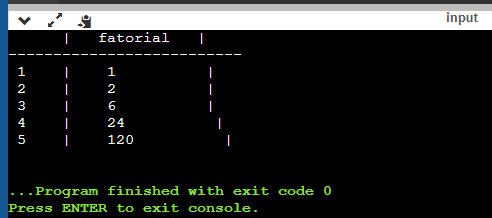 input
| fatorial |
---------------------------
1 | 1 |
2 | 2 |
3 | 6 |
4 | 24 |
5 | 120 |
...Program finished with exit code 0
Press ENTER to exit console.